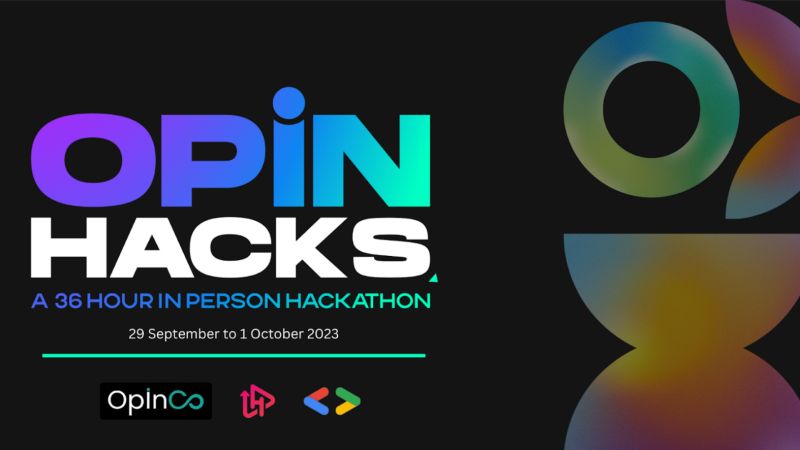 OPiN
HACKS
A 36 HOUR IN PERSON HACKATHON
29 September to 1 October 2023
OpinCo